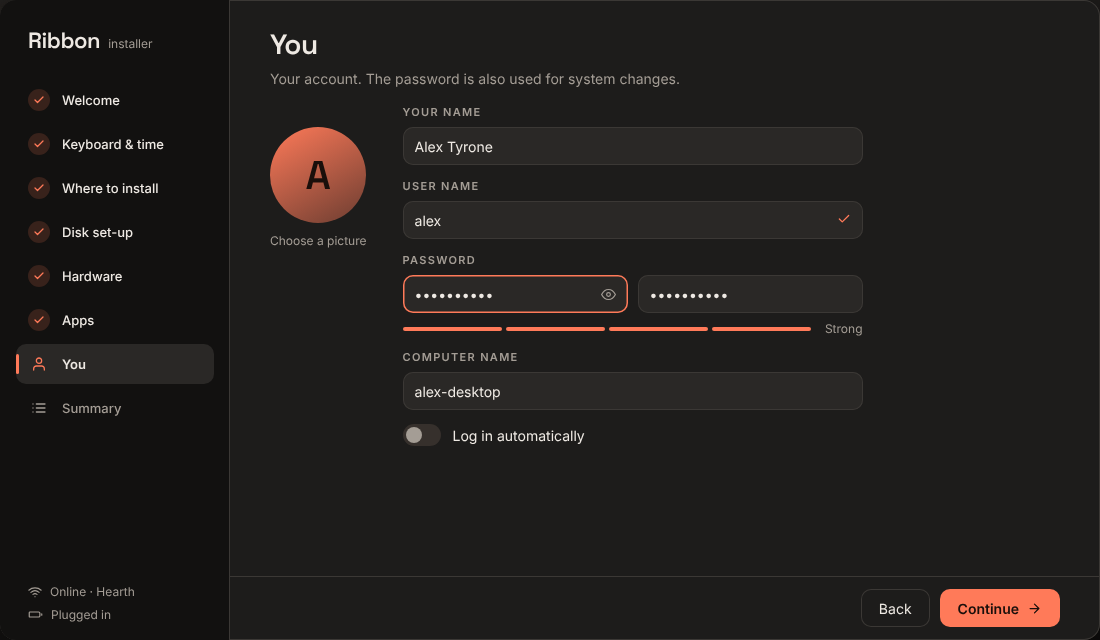 Ribbon installer
Welcome
Keyboard & time
Where to install
Disk set-up
Hardware
Apps
You
Summary
Online · Hearth
Plugged in
You
Your account. The password is also used for system changes.
A
Choose a picture
YOUR NAME
Alex Tyrone
USER NAME
alex
PASSWORD
•••••••••• ••••••••••
Strong
COMPUTER NAME
alex-desktop
Log in automatically
Back
Continue →